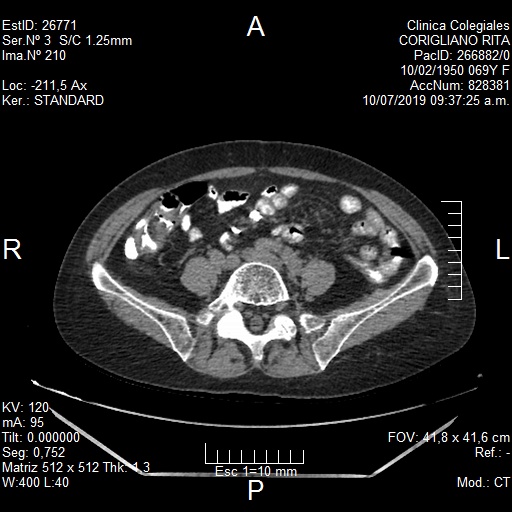 EstID: 26771
Ser.Nº 3 S/C 1.25mm
Ima.Nº 210
Loc: -211,5 Ax
Ker.: STANDARD
A
Clinica Colegiales
CORIGLIANO RITA
PacID: 266882/0
10/02/1950 069Y F
AccNum: 828381
10/07/2019 09:37:25 a.m.
R
L
KV: 120
mA: 95
Tilt: 0.000000
Seg: 0,752
Matriz 512 x 512 Thk: 1.3
W:400 L:40
Esc 1=10 mm
P
FOV: 41,8 x 41,6 cm
Ref.: -
Mod.: CT